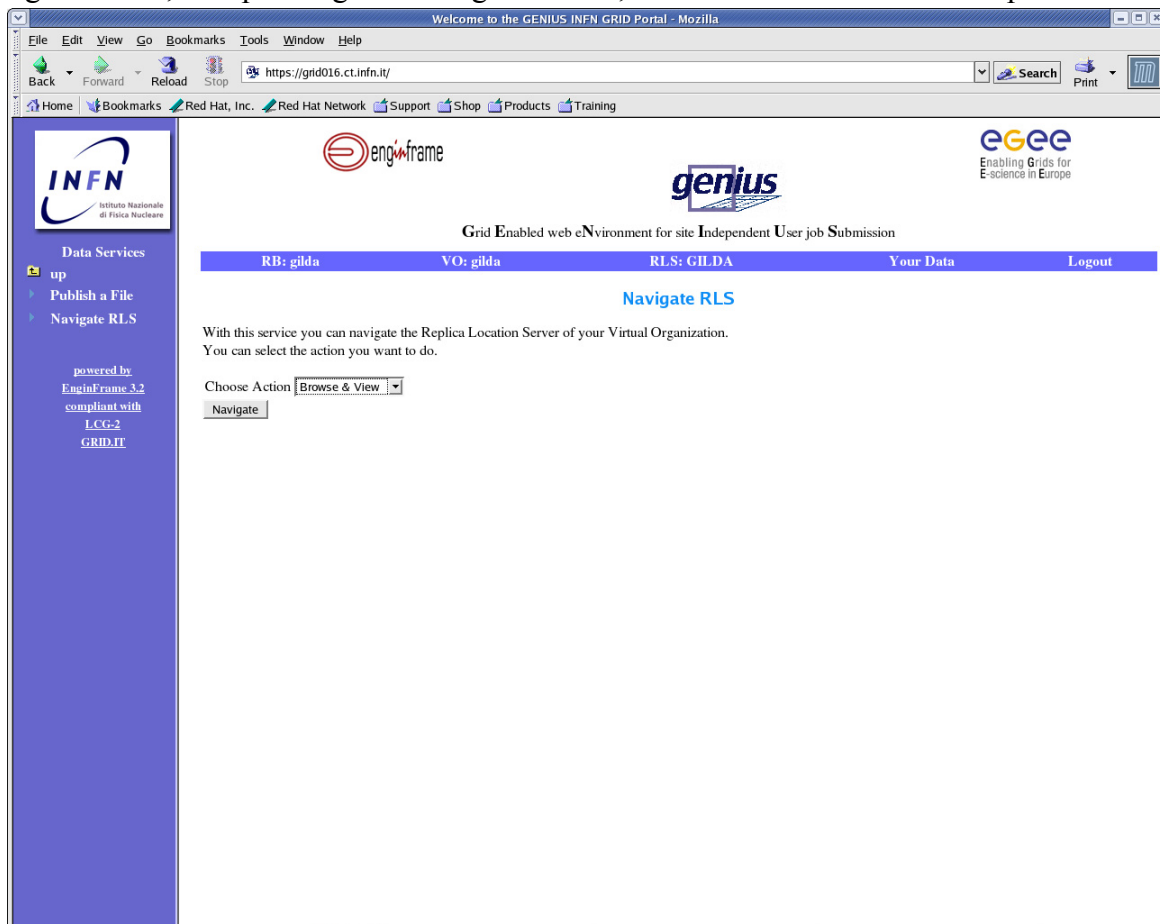 Welcome to the GENIUS INFN GRID Portal - Mozilla
File Edit View Go Bookmarks Tools Window Help
Back Forward Reload Stop https://grid016.ct.infn.it/ Search Print
Home Bookmarks Red Hat, Inc. Red Hat Network Support Shop Products Training
INFN
Istituto Nazionale
di Fisica Nucleare
Data Services
up
Publish a File
Navigate RLS
powered by
EnginFrame 3.2
compliant with
LCG-2
GRID.IT
enginframe
genius
egee
Enabling Grids for
E-science in Europe
Grid Enabled web eNvironment for site Independent User job Submission
RB: gilda VO: gilda RLS: GILDA Your Data Logout
Navigate RLS
With this service you can navigate the Replica Location Server of your Virtual Organization.
You can select the action you want to do.
Choose Action Browse & View
Navigate